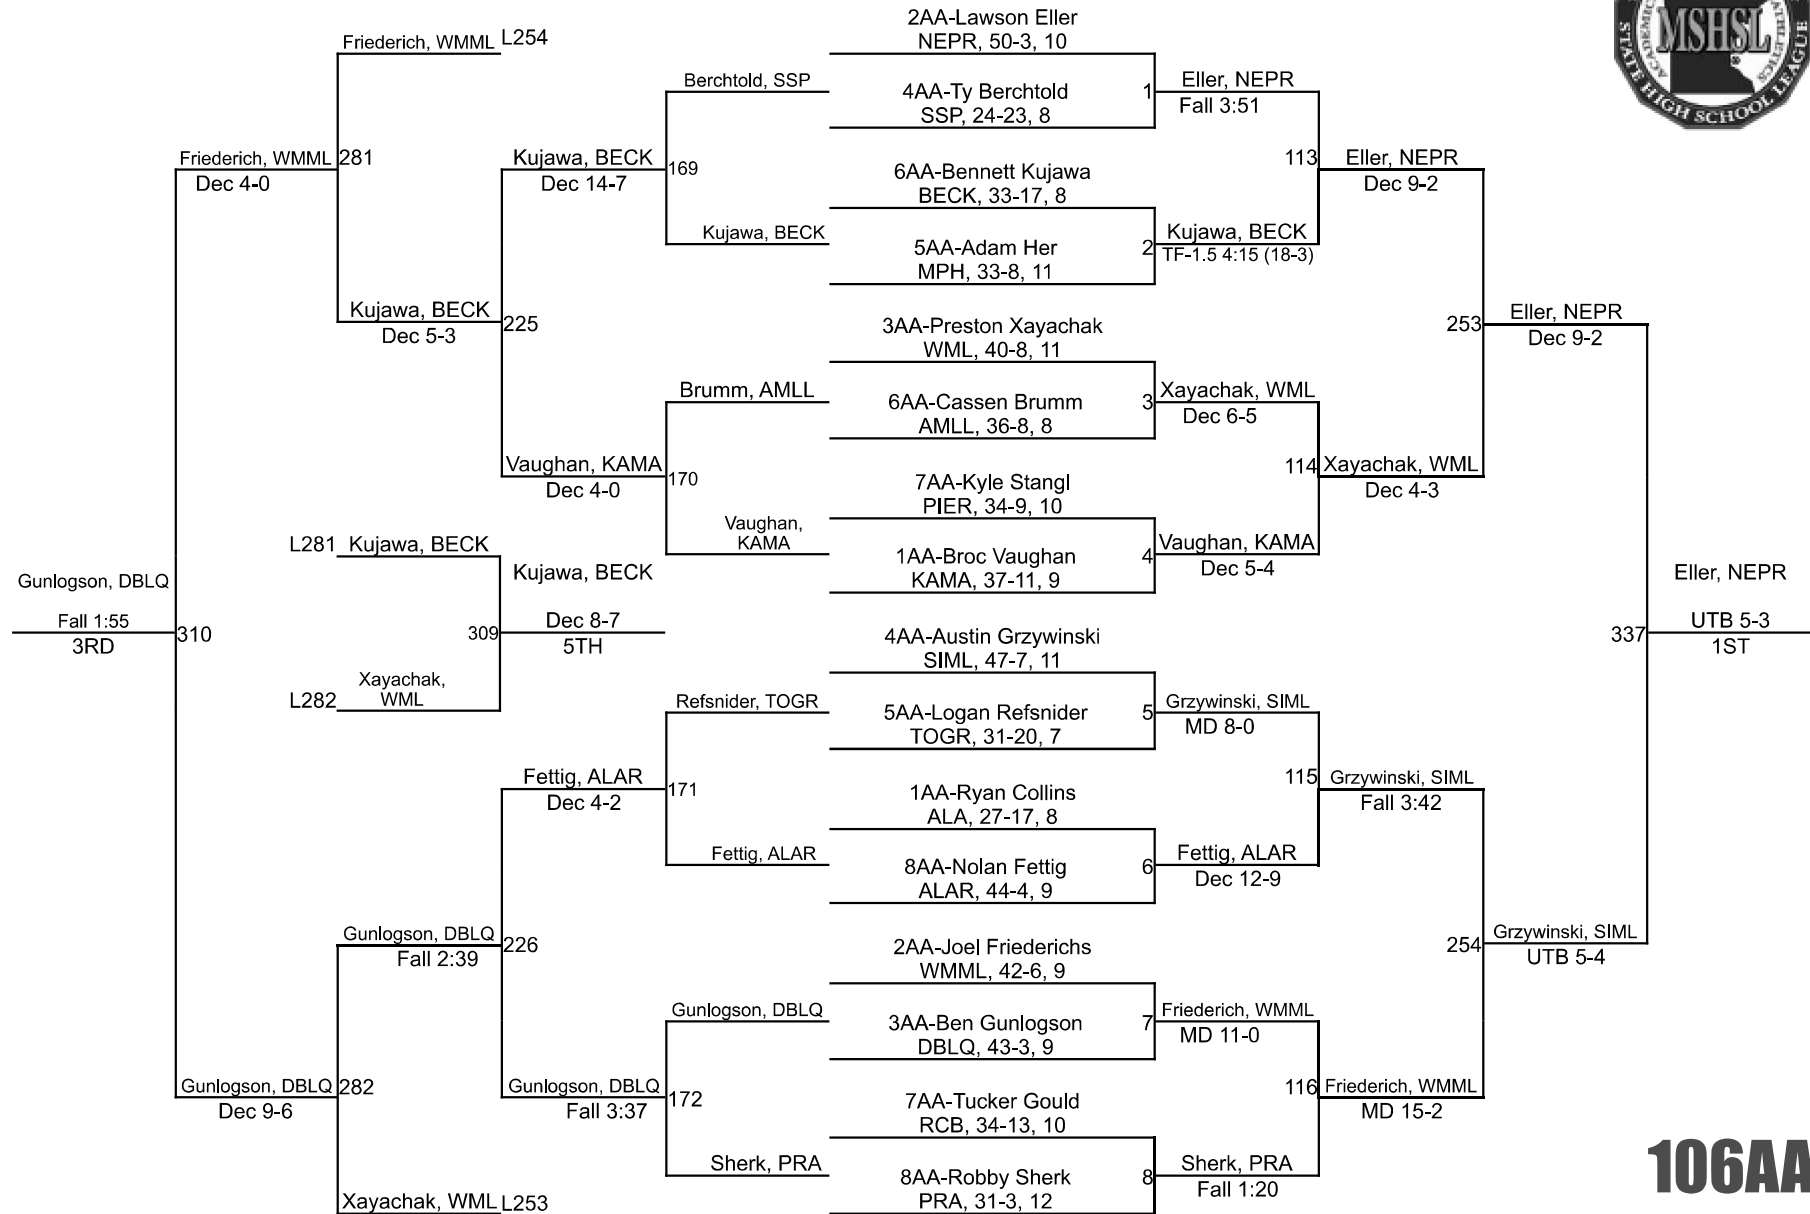 2AA-Lawson Eller
NEPR, 50-3, 10
4AA-Ty Berchtold
SSP, 24-23, 8
6AA-Bennett Kujawa
BECK, 33-17, 8
5AA-Adam Her
MPH, 33-8, 11
3AA-Preston Xayachak
WML, 40-8, 11
6AA-Cassen Brumm
AMLL, 36-8, 8
7AA-Kyle Stangl
PIER, 34-9, 10
1AA-Broc Vaughan
KAMA, 37-11, 9
4AA-Austin Grzywinski
SIML, 47-7, 11
5AA-Logan Refsnider
TOGR, 31-20, 7
1AA-Ryan Collins
ALA, 27-17, 8
8AA-Nolan Fettig
ALAR, 44-4, 9
2AA-Joel Friederichs
WMML, 42-6, 9
3AA-Ben Gunlogson
DBLQ, 43-3, 9
7AA-Tucker Gould
RCB, 34-13, 10
8AA-Robby Sherk
PRA, 31-3, 12
1
Eller, NEPR
Fall 3:51
2
Kujawa, BECK
TF-1.5 4:15 (18-3)
3
Xayachak, WML
Dec 6-5
4
Vaughan, KAMA
Dec 5-4
5
Grzywinski, SIML
MD 8-0
6
Fettig, ALAR
Dec 12-9
7
Friederich, WMML
MD 11-0
8
Sherk, PRA
Fall 1:20
113
Eller, NEPR
Dec 9-2
114
Xayachak, WML
Dec 4-3
115
Grzywinski, SIML
Fall 3:42
116
Friederich, WMML
MD 15-2
253
Eller, NEPR
Dec 9-2
254
Grzywinski, SIML
UTB 5-4
337
Eller, NEPR
UTB 5-3
1ST
Berchtold, SSP
Kujawa, BECK
Brumm, AMLL
Vaughan,
KAMA
Refsnider, TOGR
Fettig, ALAR
Gunlogson, DBLQ
Sherk, PRA
169
Kujawa, BECK
Dec 14-7
170
Vaughan, KAMA
Dec 4-0
171
Fettig, ALAR
Dec 4-2
172
Gunlogson, DBLQ
Fall 3:37
225
Kujawa, BECK
Dec 5-3
226
Gunlogson, DBLQ
Fall 2:39
Friederich, WMML L254
Xayachak, WML L253
281
Friederich, WMML
Dec 4-0
282
Gunlogson, DBLQ
Dec 9-6
L281 Kujawa, BECK
L282
Xayachak,
WML
309
Kujawa, BECK
Dec 8-7
5TH
310
Gunlogson, DBLQ
Fall 1:55
3RD
MSHSL
STATE HIGH SCHOOL LEAGUE
106AA